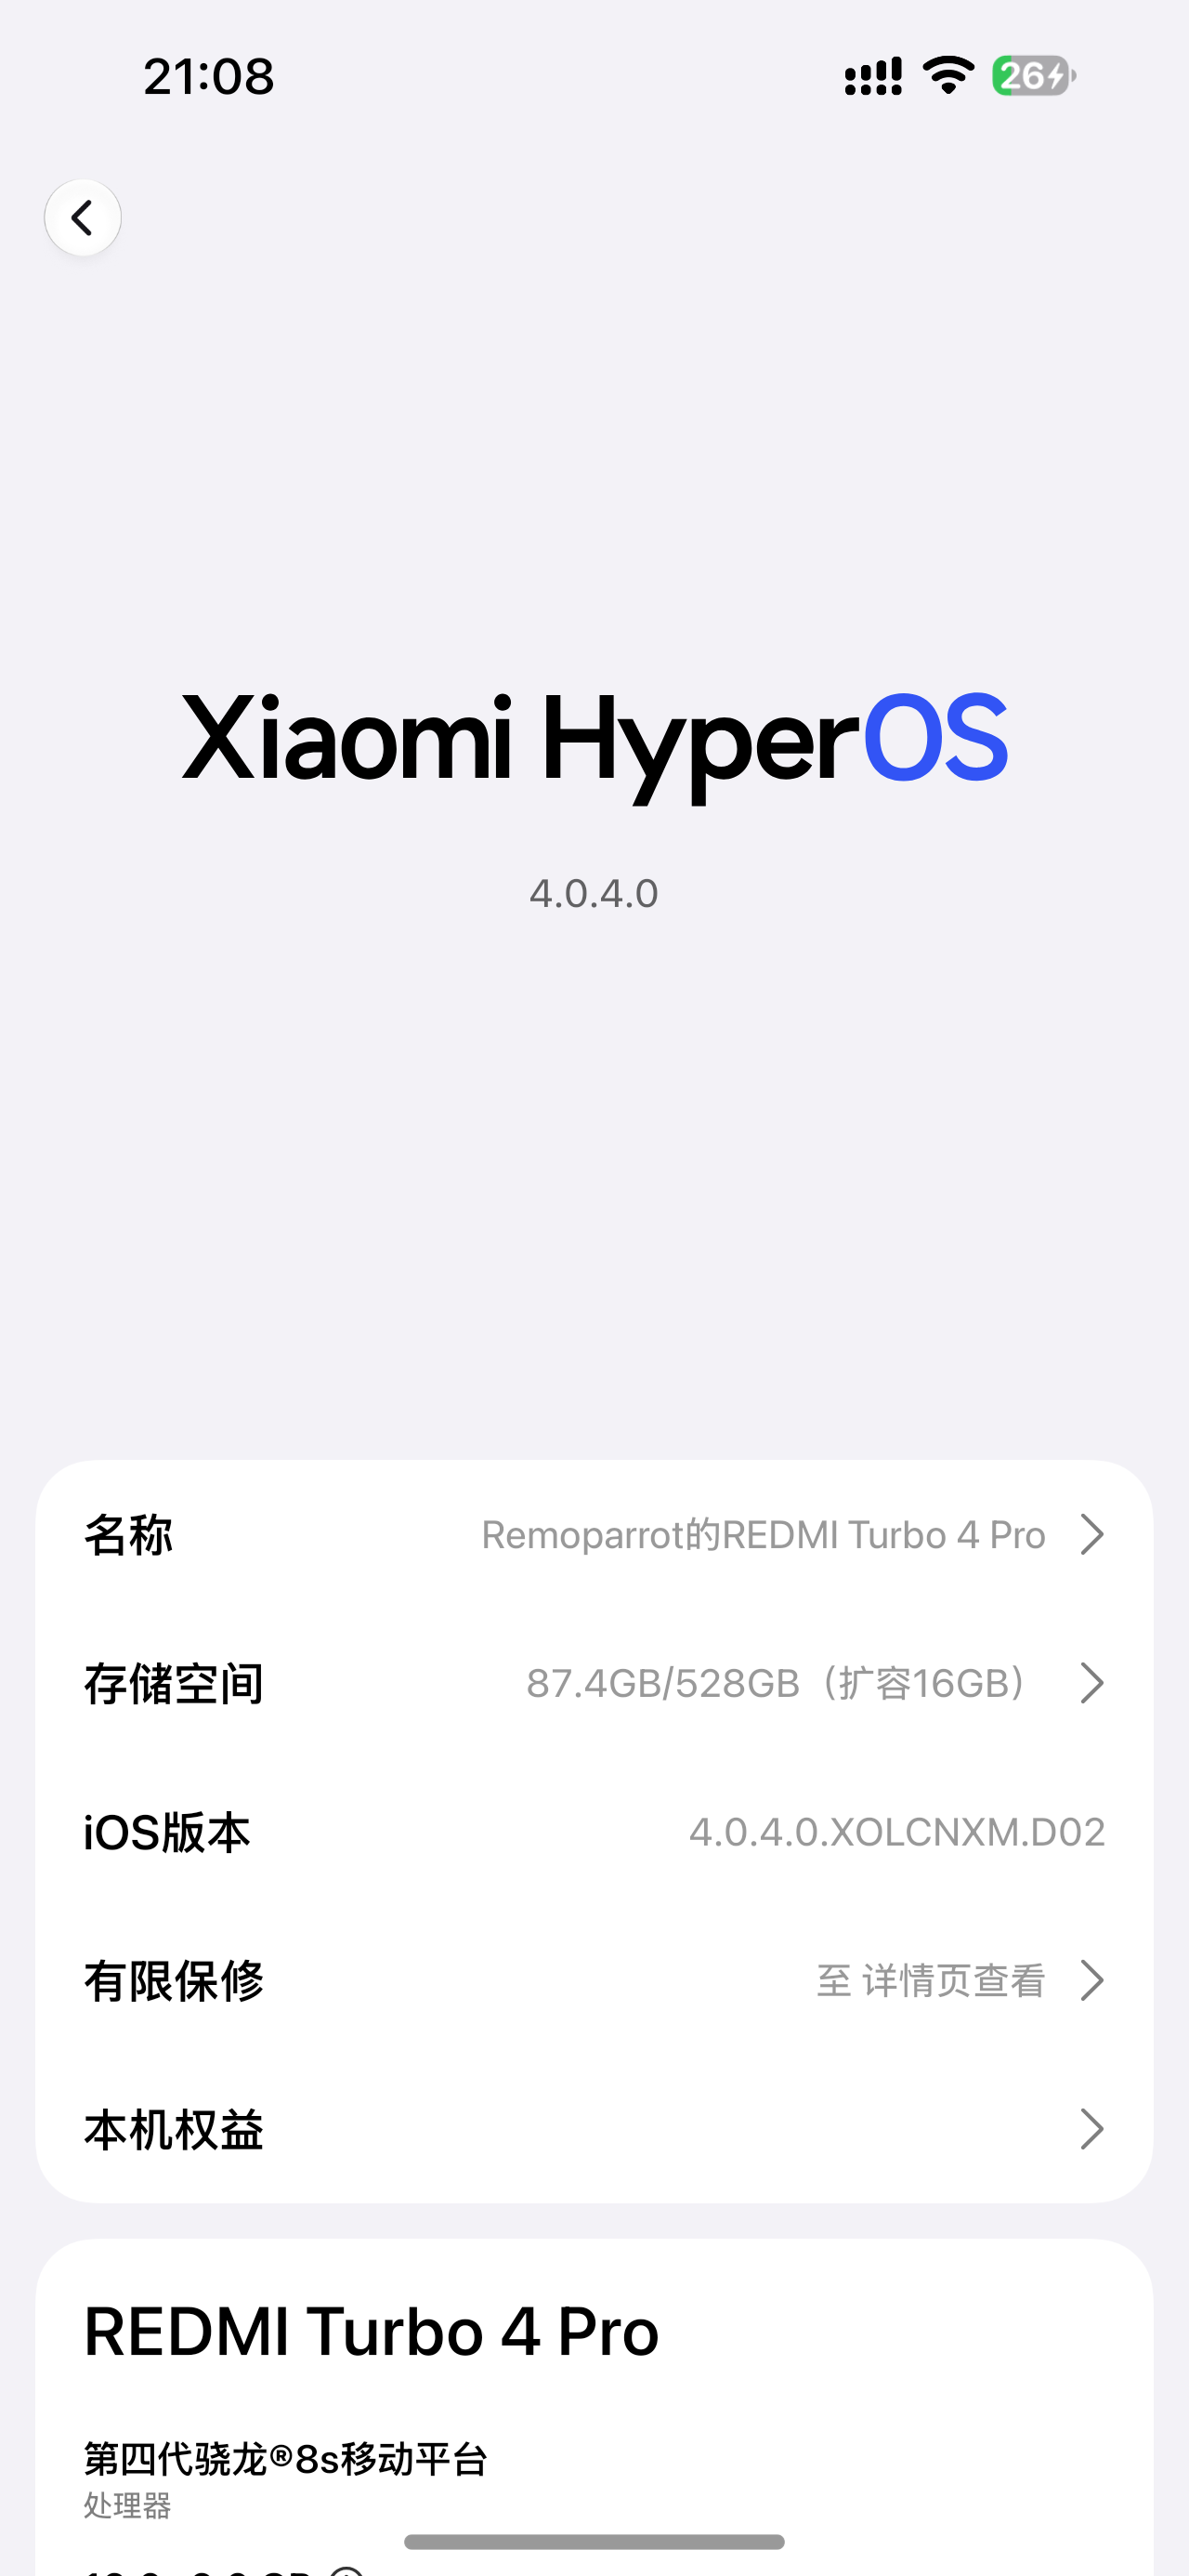 21:08
26
Xiaomi HyperOS
4.0.4.0
名称 Remoparrot的REDMI Turbo 4 Pro
存储空间 87.4GB/528GB（扩容16GB）
iOS版本 4.0.4.0.XOLCNXM.D02
有限保修 至 详情页查看
本机权益
REDMI Turbo 4 Pro
第四代骁龙®8s移动平台
处理器